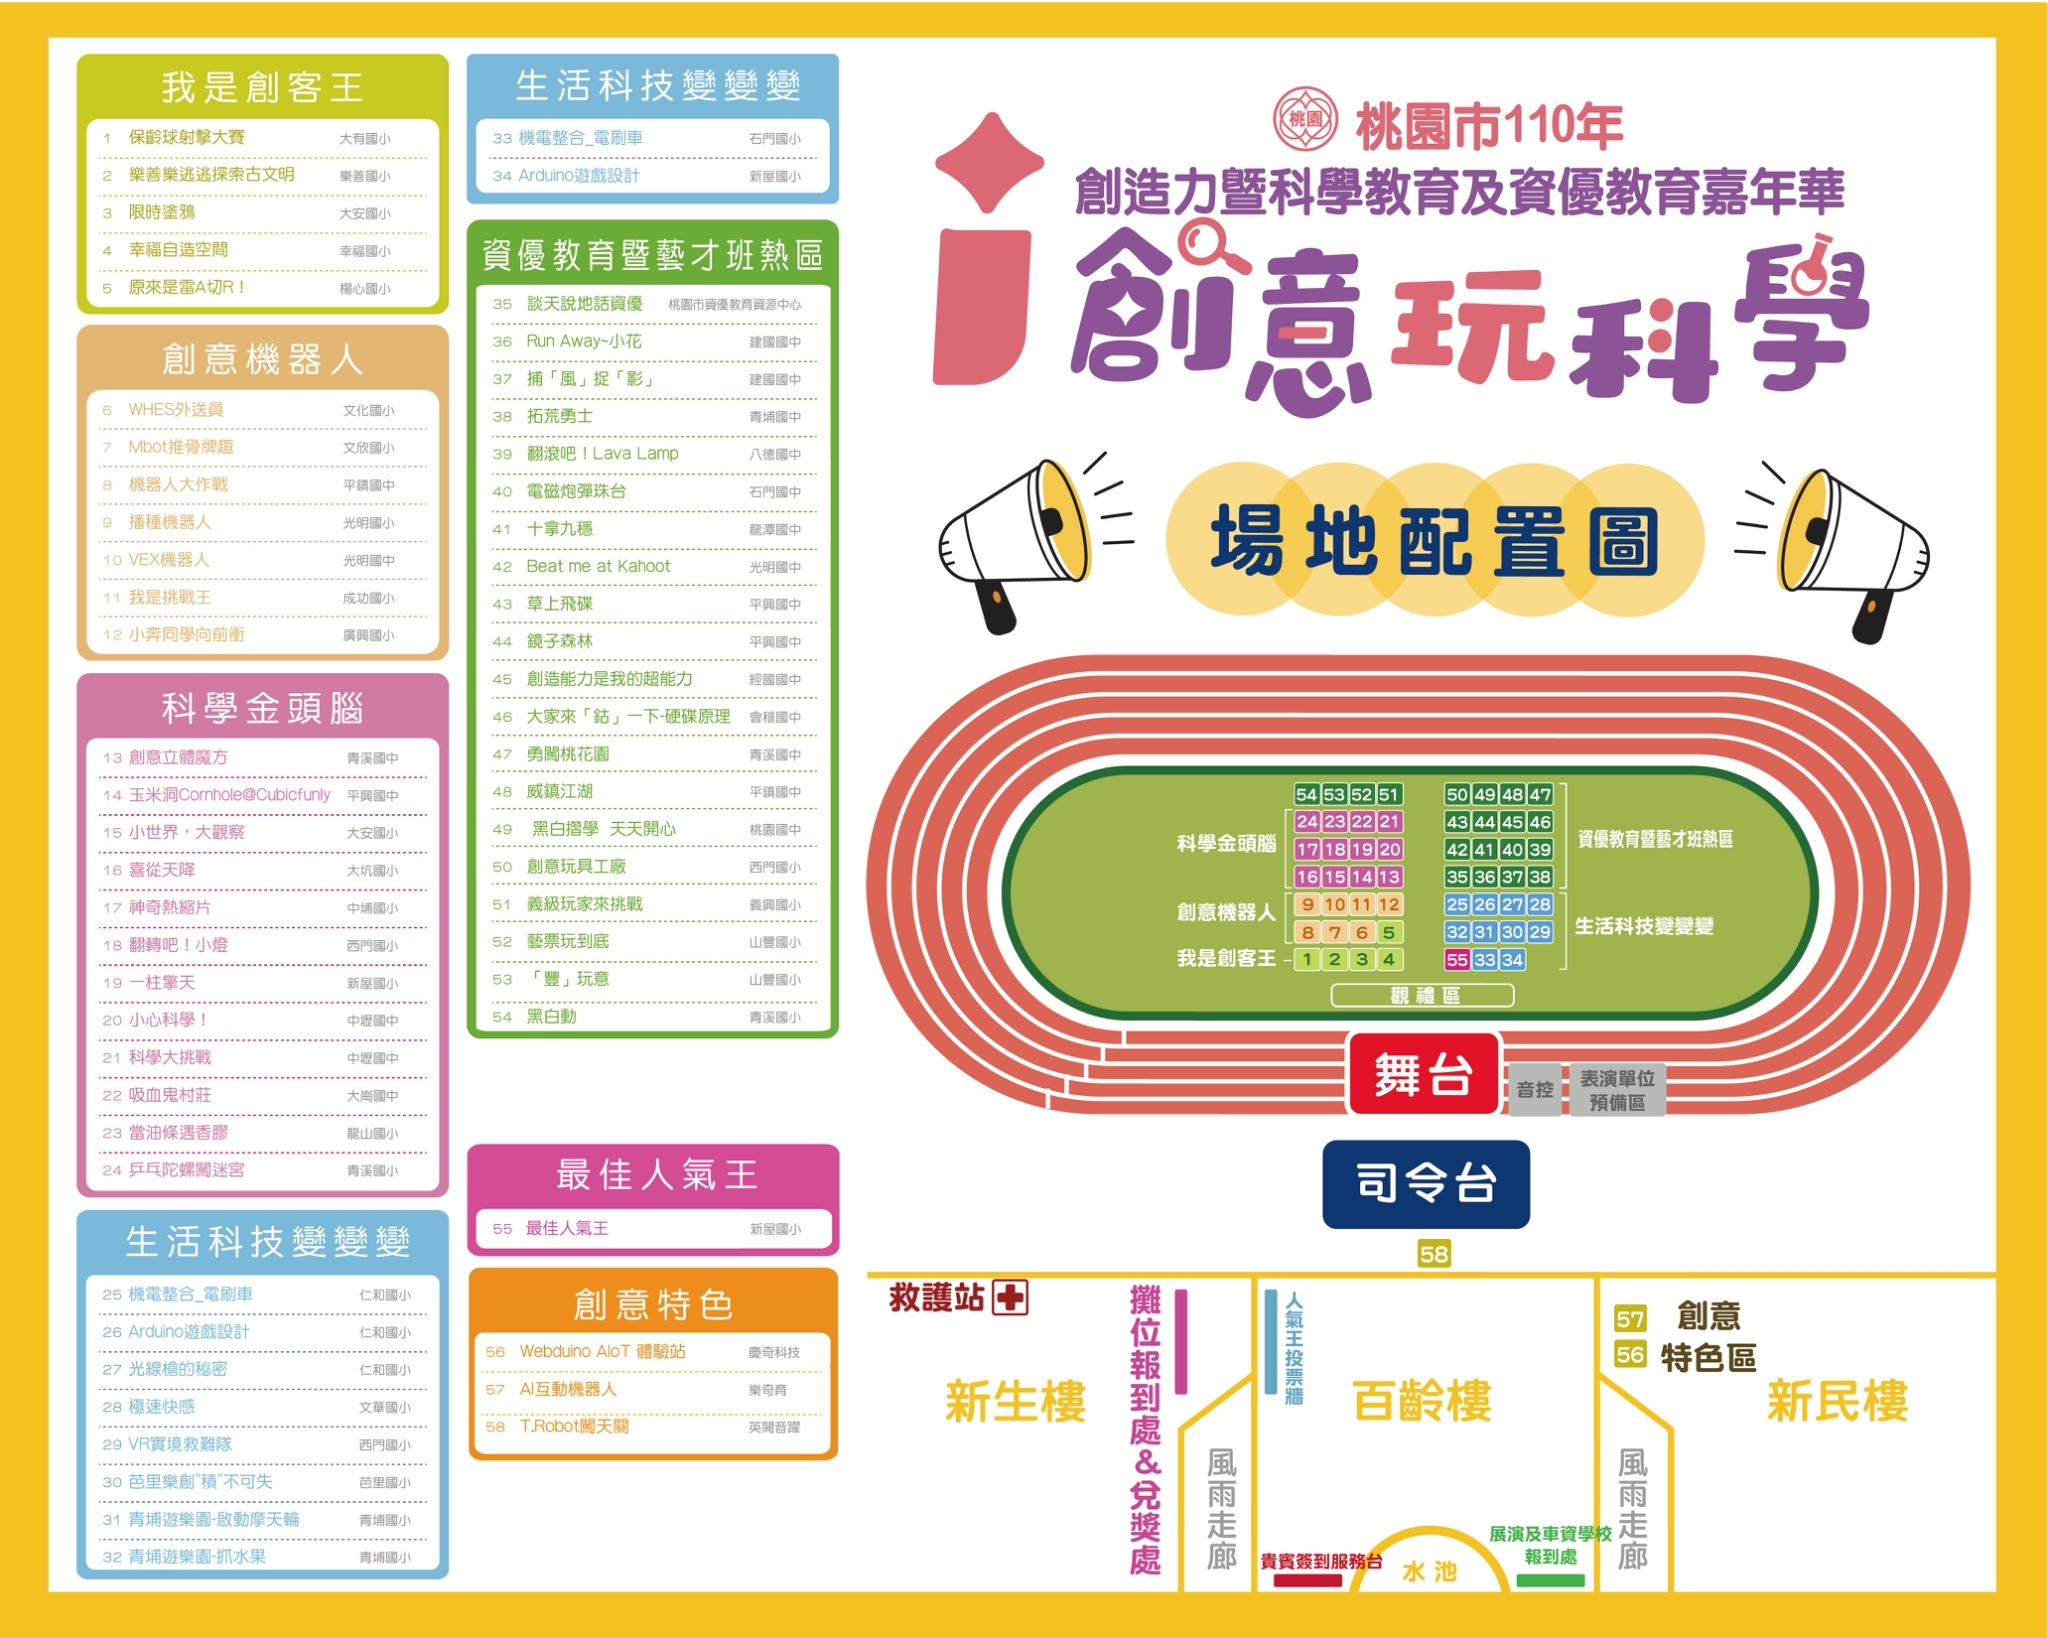 我是創客王
1 保齡球射擊大賽 大有國小
2 樂善樂逃逃探索古文明 樂善國小
3 限時塗鴉 大安國小
4 幸福自造空間 幸福國小
5 原來是雷A切R！ 楊心國小
創意機器人
6 WHES外送員 文化國小
7 Mbot推骨牌趣 文欣國小
8 機器人大作戰 平鎮國中
9 播種機器人 光明國小
10 VEX機器人 光明國中
11 我是挑戰王 成功國小
12 小奔同學向前衝 廣興國小
科學金頭腦
13 創意立體魔方 青溪國中
14 玉米洞Cornhole@Cubicfunly 平興國中
15 小世界，大觀察 大安國小
16 喜從天降 大坑國小
17 神奇熱縮片 中埔國小
18 翻轉吧！小燈 西門國小
19 一柱擎天 新屋國小
20 小心科學！ 中壢國中
21 科學大挑戰 中壢國中
22 吸血鬼村莊 大崗國中
23 當油條遇香膠 龍山國小
24 乒乓陀螺闖迷宮 青溪國小
生活科技變變變
25 機電整合_電刷車 仁和國小
26 Arduino遊戲設計 仁和國小
27 光線槍的秘密 仁和國小
28 極速快感 文華國小
29 VR實境救難隊 西門國小
30 芭里樂創"積"不可失 芭里國小
31 青埔遊樂園-啟動摩天輪 青埔國小
32 青埔遊樂園-抓水果 青埔國小
生活科技變變變
33 機電整合_電刷車 石門國小
34 Arduino遊戲設計 新屋國小
資優教育暨藝才班熱區
35 談天說地話資優 桃園市資優教育資源中心
36 Run Away~小花 建國國中
37 捕「風」捉「影」 建國國中
38 拓荒勇士 青埔國中
39 翻滾吧！Lava Lamp 八德國中
40 電磁炮彈珠台 石門國中
41 十拿九穩 龍潭國中
42 Beat me at Kahoot 光明國中
43 草上飛碟 平興國中
44 鏡子森林 平興國中
45 創造能力是我的超能力 經國國中
46 大家來「鈷」一下-硬碟原理 會稽國中
47 勇闖桃花園 青溪國中
48 威鎮江湖 平鎮國中
49 黑白摺學 天天開心 桃園國中
50 創意玩具工廠 西門國小
51 義級玩家來挑戰 義興國小
52 藝票玩到底 山豐國小
53 「豐」玩意 山豐國小
54 黑白動 青溪國小
最佳人氣王
55 最佳人氣王 新屋國小
創意特色
56 Webduino AIoT 體驗站 慶奇科技
57 AI互動機器人 樂奇育
58 T.Robot闖天關 英閱音躍
桃園
桃園市110年
創造力暨科學教育及資優教育嘉年華
i 創意玩科學
場地配置圖
54 53 52 51 50 49 48 47
24 23 22 21 43 44 45 46
科學金頭腦 17 18 19 20 42 41 40 39 資優教育暨藝才班熱區
16 15 14 13 35 36 37 38
創意機器人 9 10 11 12 25 26 27 28
8 7 6 5 32 31 30 29 生活科技變變變
我是創客王 1 2 3 4 55 33 34
觀禮區
舞台
音控
表演單位
預備區
司令台
58
救護站
攤位報到處&兌獎處
人氣王投票牆
57
56
創意
特色區
新生樓
百齡樓
新民樓
風雨走廊
風雨走廊
貴賓簽到服務台
水池
展演及車資學校
報到處